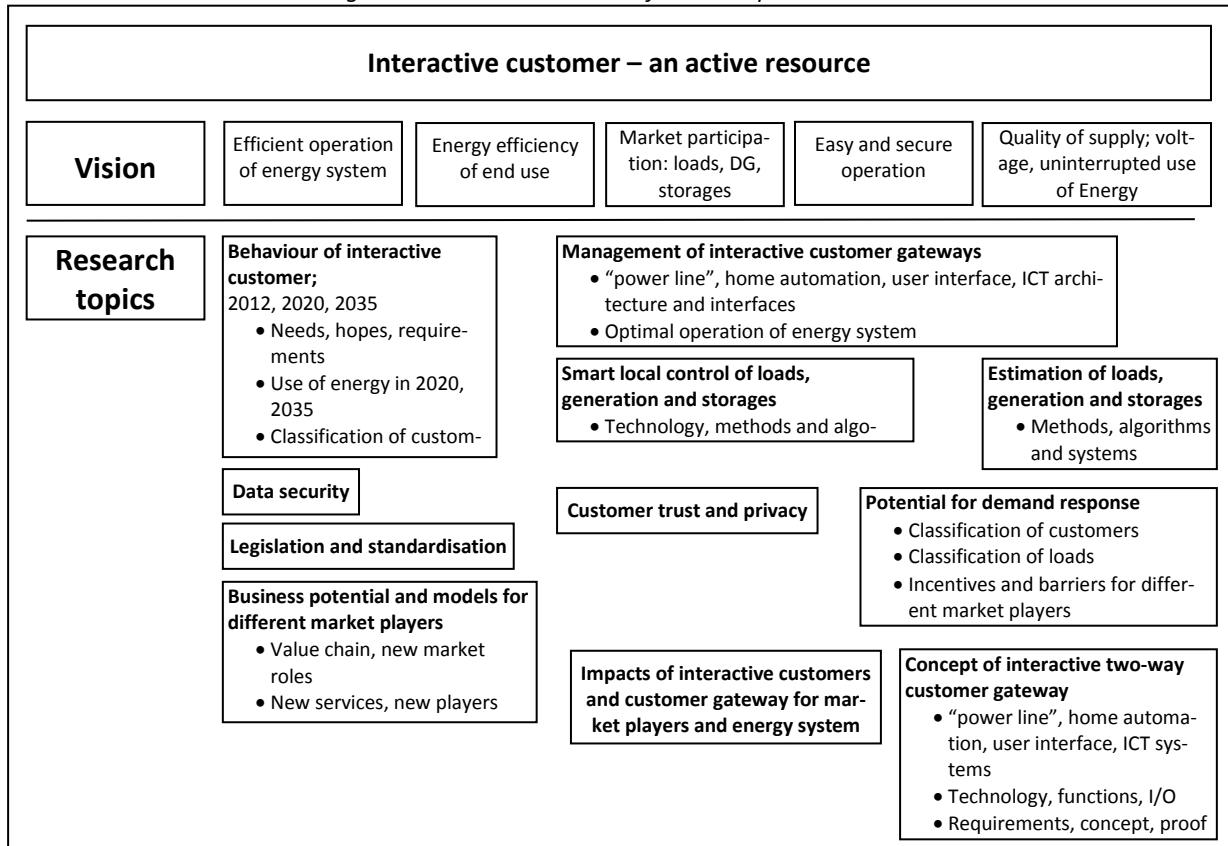 Interactive customer – an active resource
Vision
Efficient operation
of energy system
Energy efficiency
of end use
Market participa-
tion: loads, DG,
storages
Easy and secure
operation
Quality of supply; volt-
age, uninterrupted use
of Energy
Research
topics
Behaviour of interactive
customer;
2012, 2020, 2035
• Needs, hopes, require-
ments
• Use of energy in 2020,
2035
• Classification of custom-
Management of interactive customer gateways
• “power line”, home automation, user interface, ICT archi-
tecture and interfaces
• Optimal operation of energy system
Smart local control of loads,
generation and storages
• Technology, methods and algo-
Estimation of loads,
generation and storages
• Methods, algorithms
and systems
Data security
Customer trust and privacy
Potential for demand response
• Classification of customers
• Classification of loads
• Incentives and barriers for differ-
ent market players
Legislation and standardisation
Business potential and models for
different market players
• Value chain, new market
roles
• New services, new players
Impacts of interactive customers
and customer gateway for mar-
ket players and energy system
Concept of interactive two-way
customer gateway
• “power line”, home automa-
tion, user interface, ICT sys-
tems
• Technology, functions, I/O
• Requirements, concept, proof